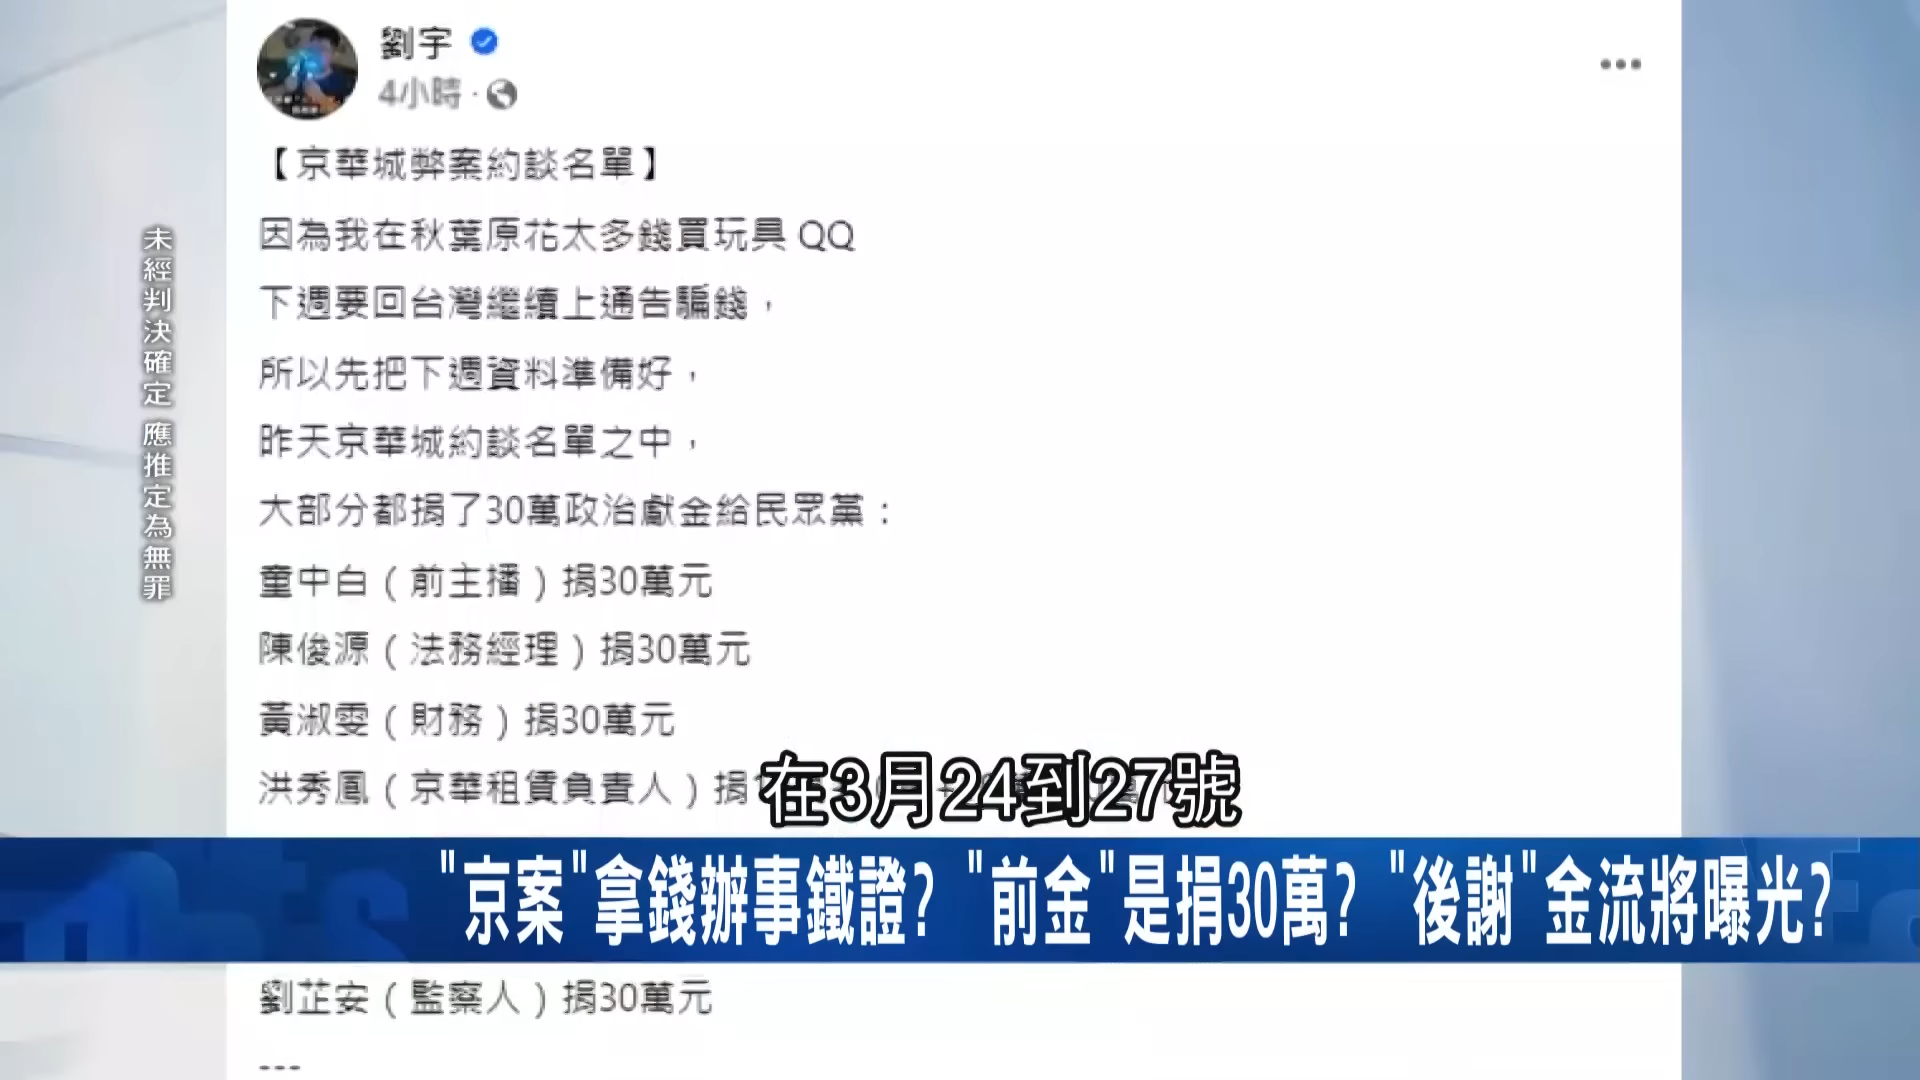 劉宇
4小時
【京華城弊案約談名單】
因為我在秋葉原花太多錢買玩具 QQ
下週要回台灣繼續上通告騙錢，
所以先把下週資料準備好，
昨天京華城約談名單之中，
大部分都捐了30萬政治獻金給民眾黨：
童中白（前主播）捐30萬元
陳俊源（法務經理）捐30萬元
黃淑雯（財務）捐30萬元
洪秀鳳（京華租賃負責人）捐
在3月24到27號
"京案"拿錢辦事鐵證? "前金"是捐30萬? "後謝"金流將曝光?
劉芷安（監察人）捐30萬元
---
未經判決確定 應推定為無罪